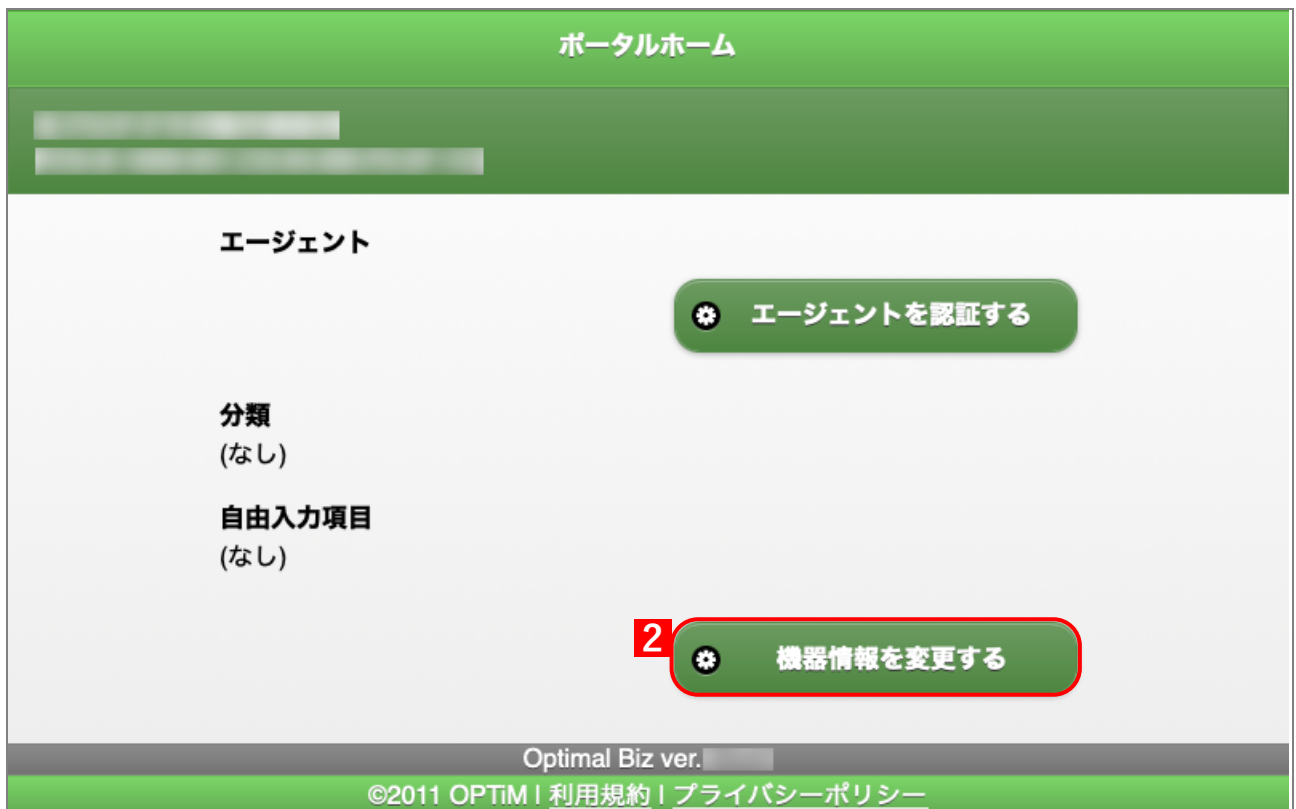 ポータルホーム
エージェント
エージェントを認証する
分類
(なし)
自由入力項目
(なし)
2
機器情報を変更する
Optimal Biz ver.
©2011 OPTiM | 利用規約 | プライバシーポリシー